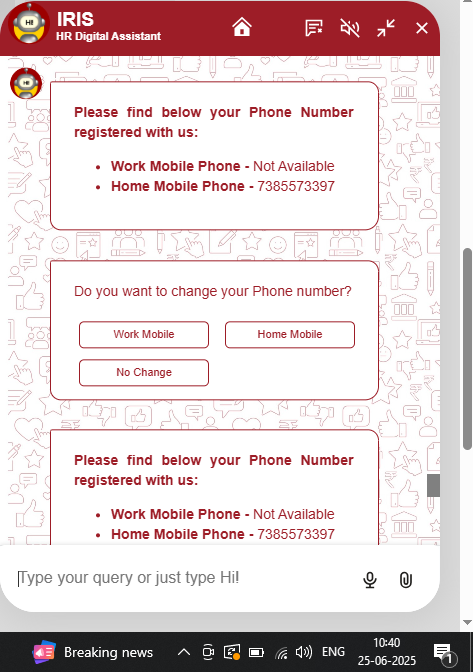 HI
IRIS
HR Digital Assistant
HI
Please find below your Phone Number
registered with us:
• Work Mobile Phone - Not Available
• Home Mobile Phone - 7385573397
Do you want to change your Phone number?
Work Mobile
Home Mobile
No Change
Please find below your Phone Number
registered with us:
• Work Mobile Phone - Not Available
• Home Mobile Phone - 7385573397
Type your query or just type Hi!
Breaking news
ENG
10:40
25-06-2025
1